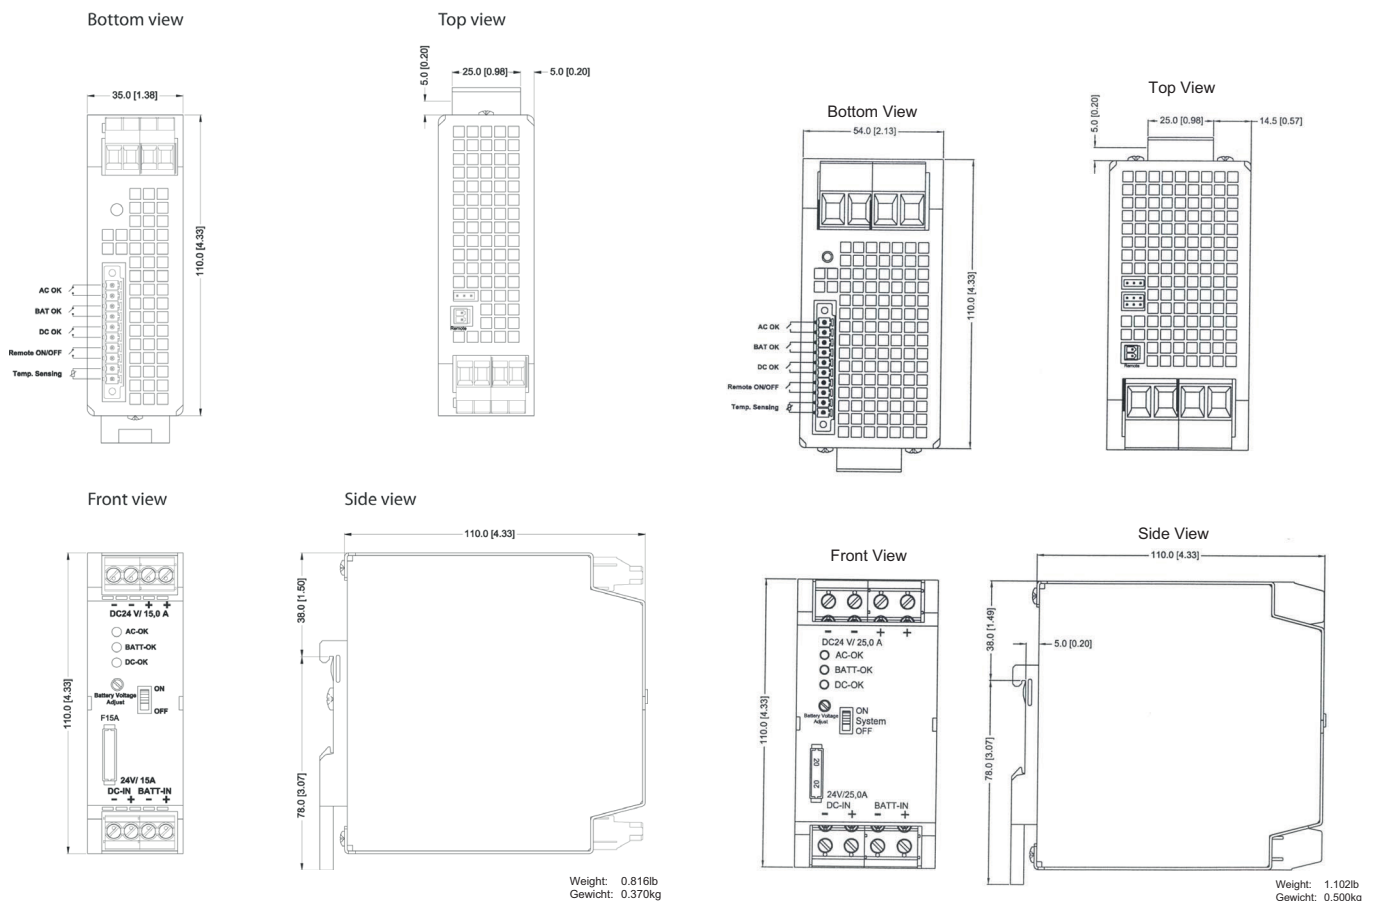 Bottom view
35.0 [1.38]
110.0 [4.33]
AC OK
BAT OK
DC OK
Remote ON/OFF
Temp. Sensing
Top view
5.0 [0.20]
25.0 [0.98]
5.0 [0.20]
Remote
Bottom View
54.0 [2.13]
110.0 [4.33]
AC OK
BAT OK
DC OK
Remote ON/OFF
Temp. Sensing
Top View
5.0 [0.20]
25.0 [0.98]
14.5 [0.57]
Remote
Front view
110.0 [4.33]
- - + +
DC24 V/ 15,0 A
AC-OK
BATT-OK
DC-OK
Battery Voltage
Adjust
ON
OFF
F15A
24V/ 15A
DC-IN BATT-IN
- + - +
Side view
110.0 [4.33]
38.0 [1.50]
78.0 [3.07]
Weight: 0.816lb
Gewicht: 0.370kg
Front View
110.0 [4.33]
- - + +
DC24 V/ 25,0 A
AC-OK
BATT-OK
DC-OK
Battery Voltage
Adjust
ON
System
OFF
20
20
24V/25,0A
DC-IN BATT-IN
- + - +
Side View
110.0 [4.33]
38.0 [1.49]
5.0 [0.20]
78.0 [3.07]
Weight: 1.102lb
Gewicht: 0.500kg